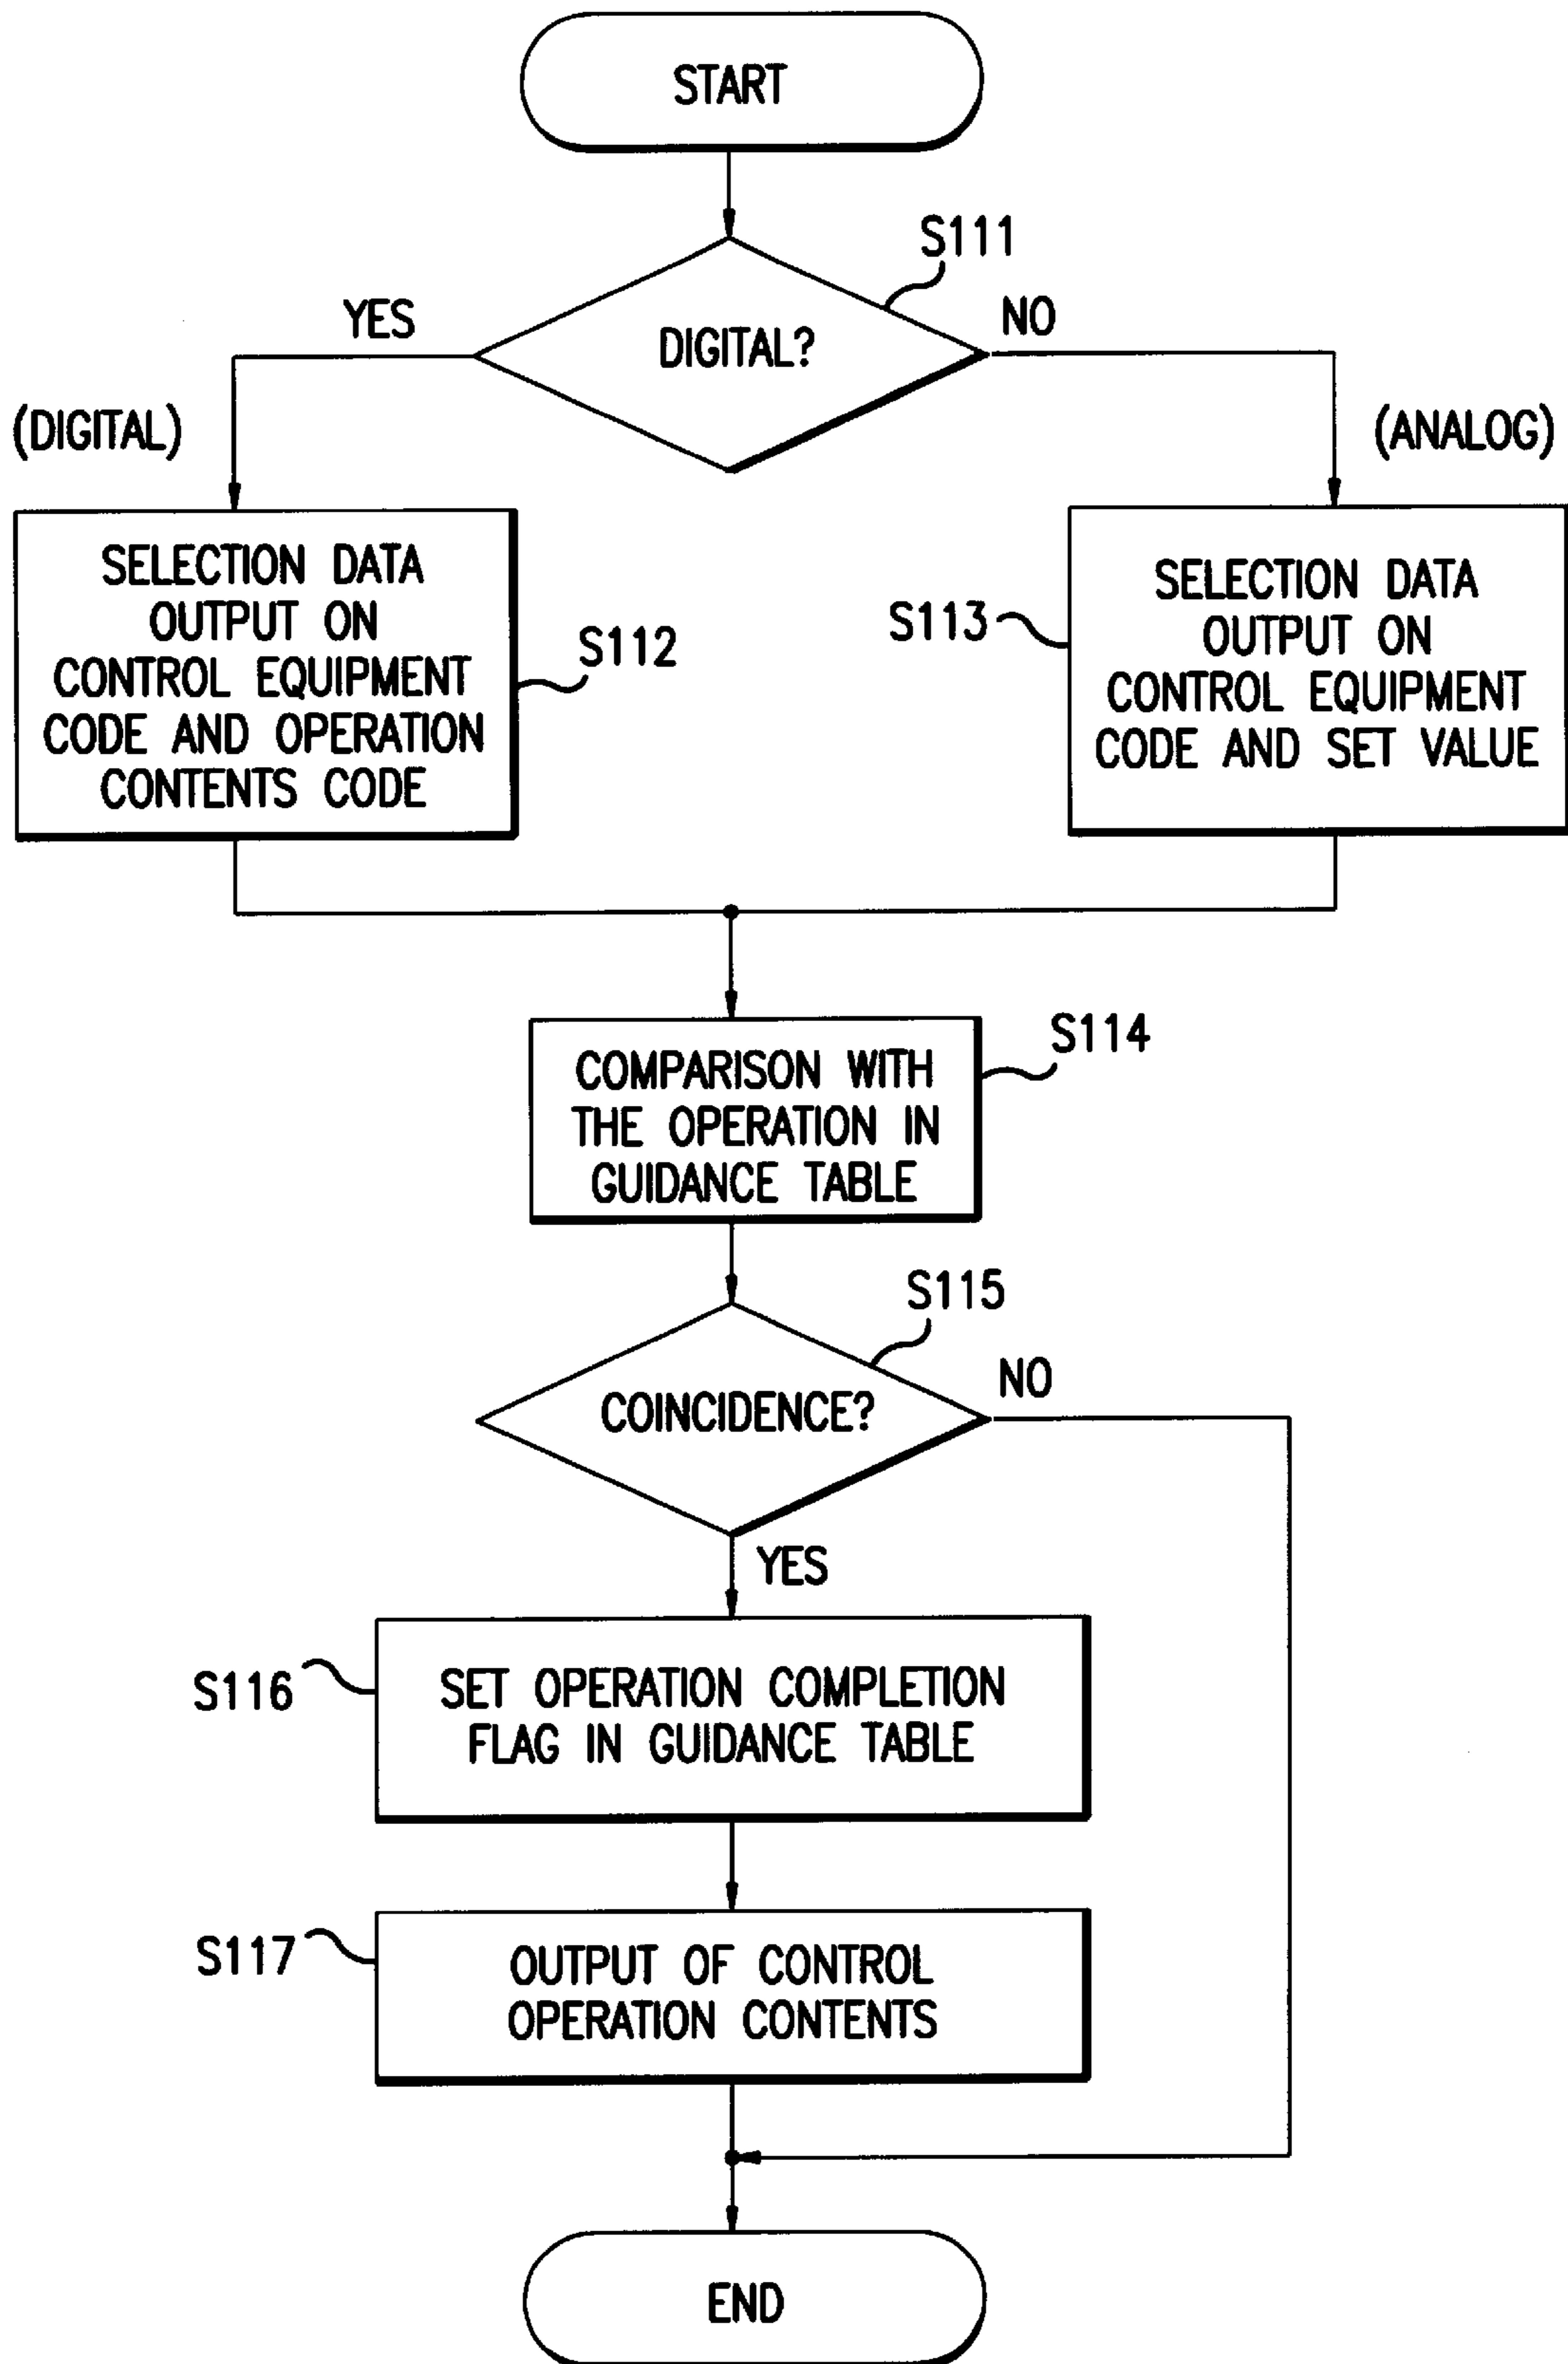 START
S111
YES
DIGITAL?
NO
(DIGITAL)
(ANALOG)
SELECTION DATA
OUTPUT ON
CONTROL EQUIPMENT
CODE AND OPERATION
CONTENTS CODE
S112
S113
SELECTION DATA
OUTPUT ON
CONTROL EQUIPMENT
CODE AND SET VALUE
S114
COMPARISON WITH
THE OPERATION IN
GUIDANCE TABLE
S115
COINCIDENCE?
NO
YES
S116
SET OPERATION COMPLETION
FLAG IN GUIDANCE TABLE
S117
OUTPUT OF CONTROL
OPERATION CONTENTS
END